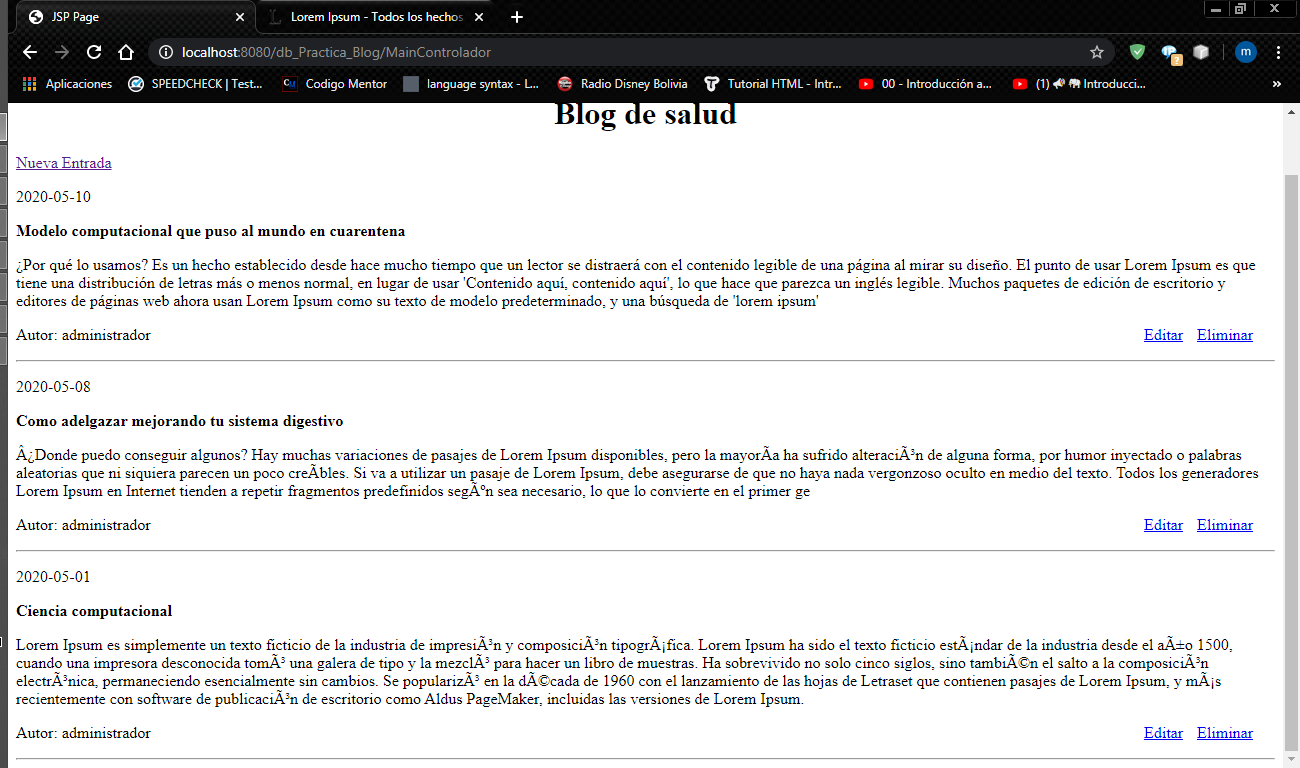 JSP Page
Lorem Ipsum - Todos los hechos
localhost:8080/db_Practica_Blog/MainControlador
m
Aplicaciones
SPEEDCHECK | Test...
CM
Codigo Mentor
language syntax - L...
Radio Disney Bolivia
Tutorial HTML - Intr...
00 - Introducción a...
(1) 📣 🐘 Introducci...
»
Blog de salud
Nueva Entrada
2020-05-10
Modelo computacional que puso al mundo en cuarentena
¿Por qué lo usamos? Es un hecho establecido desde hace mucho tiempo que un lector se distraerá con el contenido legible de una página al mirar su diseño. El punto de usar Lorem Ipsum es que
tiene una distribución de letras más o menos normal, en lugar de usar 'Contenido aquí, contenido aquí', lo que hace que parezca un inglés legible. Muchos paquetes de edición de escritorio y
editores de páginas web ahora usan Lorem Ipsum como su texto de modelo predeterminado, y una búsqueda de 'lorem ipsum'
Autor: administrador
Editar Eliminar
2020-05-08
Como adelgazar mejorando tu sistema digestivo
Â¿Donde puedo conseguir algunos? Hay muchas variaciones de pasajes de Lorem Ipsum disponibles, pero la mayorÃ­a ha sufrido alteraciÃ³n de alguna forma, por humor inyectado o palabras
aleatorias que ni siquiera parecen un poco creÃ­bles. Si va a utilizar un pasaje de Lorem Ipsum, debe asegurarse de que no haya nada vergonzoso oculto en medio del texto. Todos los generadores
Lorem Ipsum en Internet tienden a repetir fragmentos predefinidos segÃºn sea necesario, lo que lo convierte en el primer ge
Autor: administrador
Editar Eliminar
2020-05-01
Ciencia computacional
Lorem Ipsum es simplemente un texto ficticio de la industria de impresiÃ³n y composiciÃ³n tipogrÃ¡fica. Lorem Ipsum ha sido el texto ficticio estÃ¡ndar de la industria desde el aÃ±o 1500,
cuando una impresora desconocida tomÃ³ una galera de tipo y la mezclÃ³ para hacer un libro de muestras. Ha sobrevivido no solo cinco siglos, sino tambiÃ©n el salto a la composiciÃ³n
electrÃ³nica, permaneciendo esencialmente sin cambios. Se popularizÃ³ en la dÃ©cada de 1960 con el lanzamiento de las hojas de Letraset que contienen pasajes de Lorem Ipsum, y mÃ¡s
recientemente con software de publicaciÃ³n de escritorio como Aldus PageMaker, incluidas las versiones de Lorem Ipsum.
Autor: administrador
Editar Eliminar